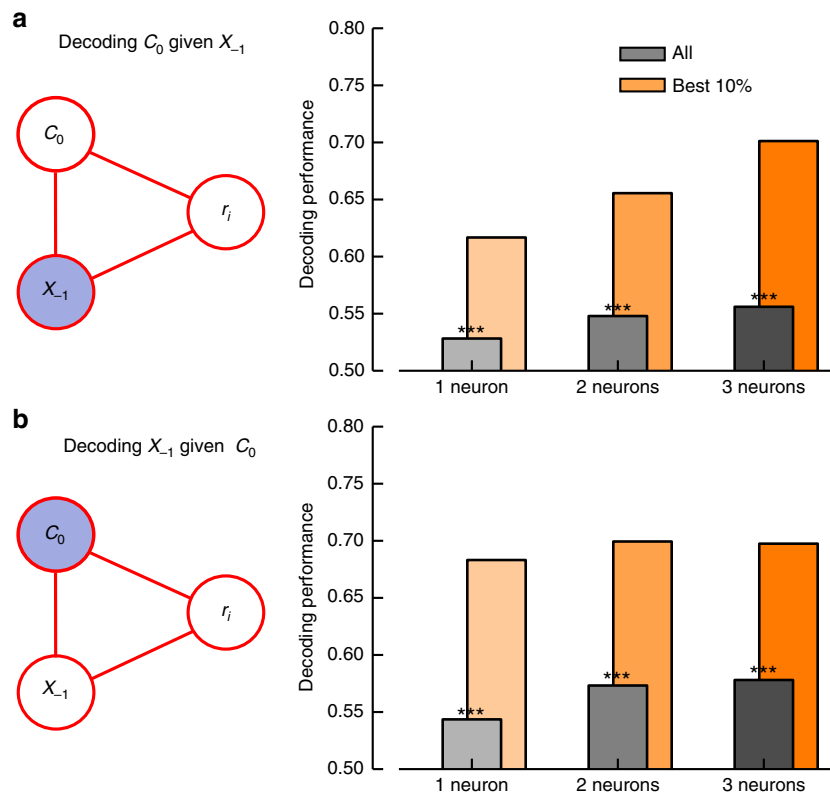 a
Decoding C₀ given X₋₁
C₀
X₋₁
rᵢ
Decoding performance
0.80
0.75
0.70
0.65
0.60
0.55
0.50
All
Best 10%
***
***
***
1 neuron
2 neurons
3 neurons
b
Decoding X₋₁ given C₀
C₀
X₋₁
rᵢ
Decoding performance
0.80
0.75
0.70
0.65
0.60
0.55
0.50
***
***
***
1 neuron
2 neurons
3 neurons